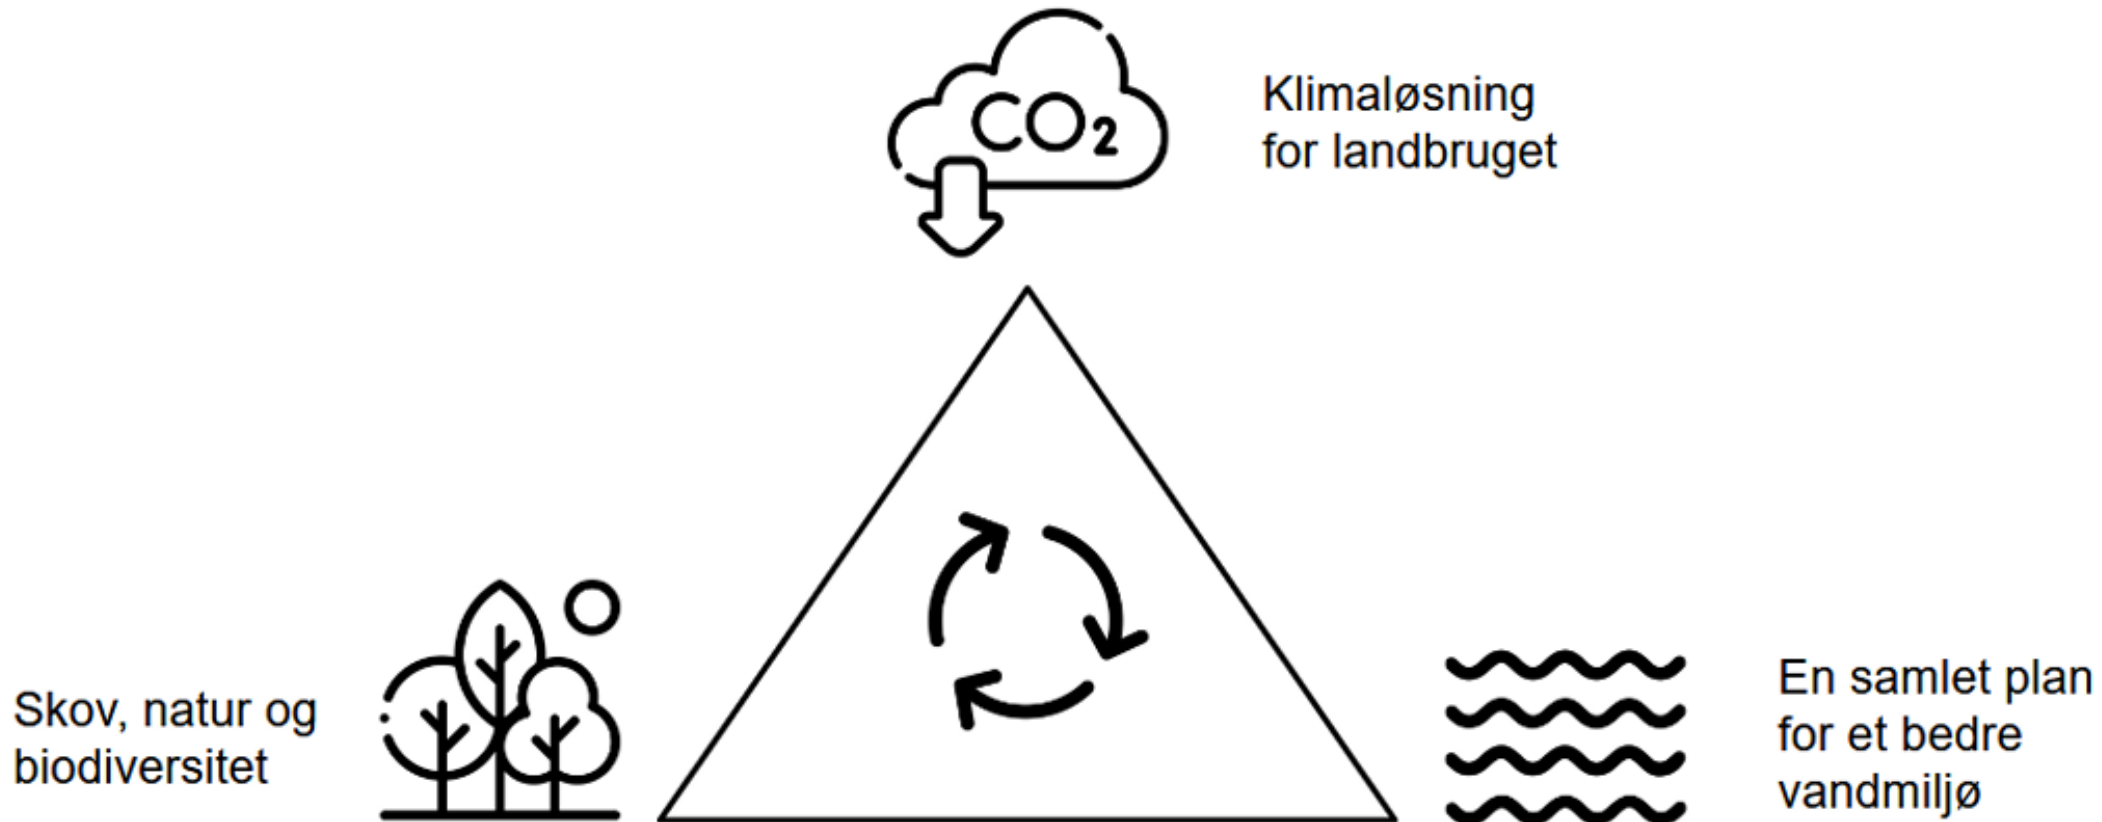 CO₂
Klimaløsning
for landbruget
Skov, natur og
biodiversitet
En samlet plan
for et bedre
vandmiljø